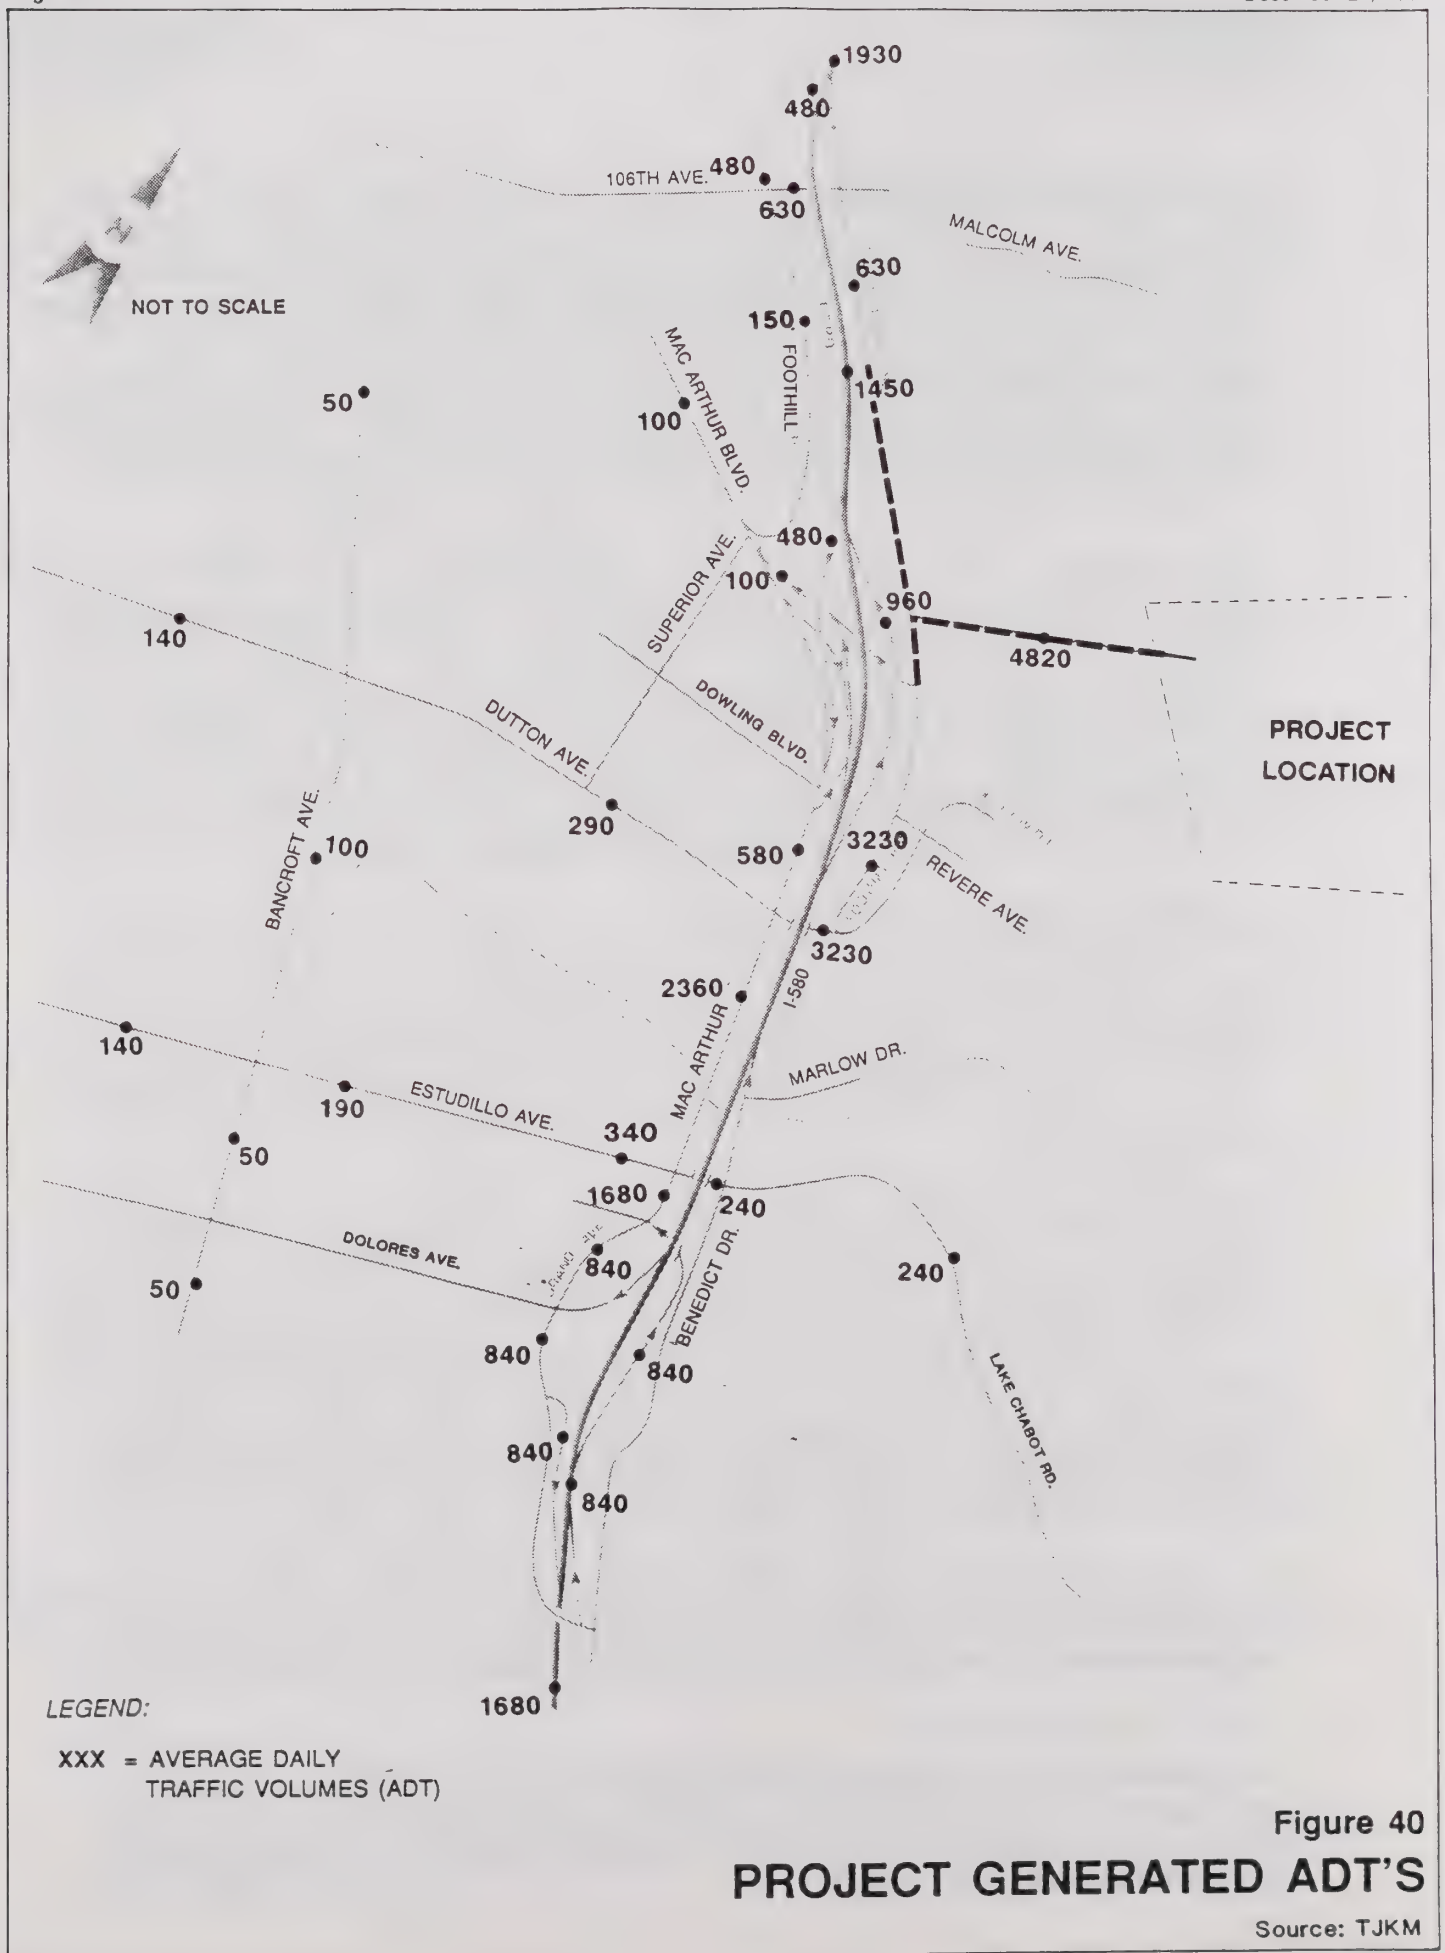 1930
480
106TH AVE.
480
630
MALCOLM AVE.
630
NOT TO SCALE
150
FOOTHILL
MAC ARTHUR BLVD.
1450
50
100
480
SUPERIOR AVE.
100
960
140
4820
DOWLING BLVD.
DUTTON AVE.
PROJECT
LOCATION
290
BANCROFT AVE.
100
580
3230
REVERE AVE.
3230
2360
I-580
MAC ARTHUR
140
MARLOW DR.
190
ESTUDILLO AVE.
340
50
1680
240
DOLORES AVE.
840
BENEDICT DR.
240
50
840
840
LAKE CHABOT RD.
840
840
1680
LEGEND:
XXX = AVERAGE DAILY
TRAFFIC VOLUMES (ADT)
Figure 40
PROJECT GENERATED ADT'S
Source: TJKM